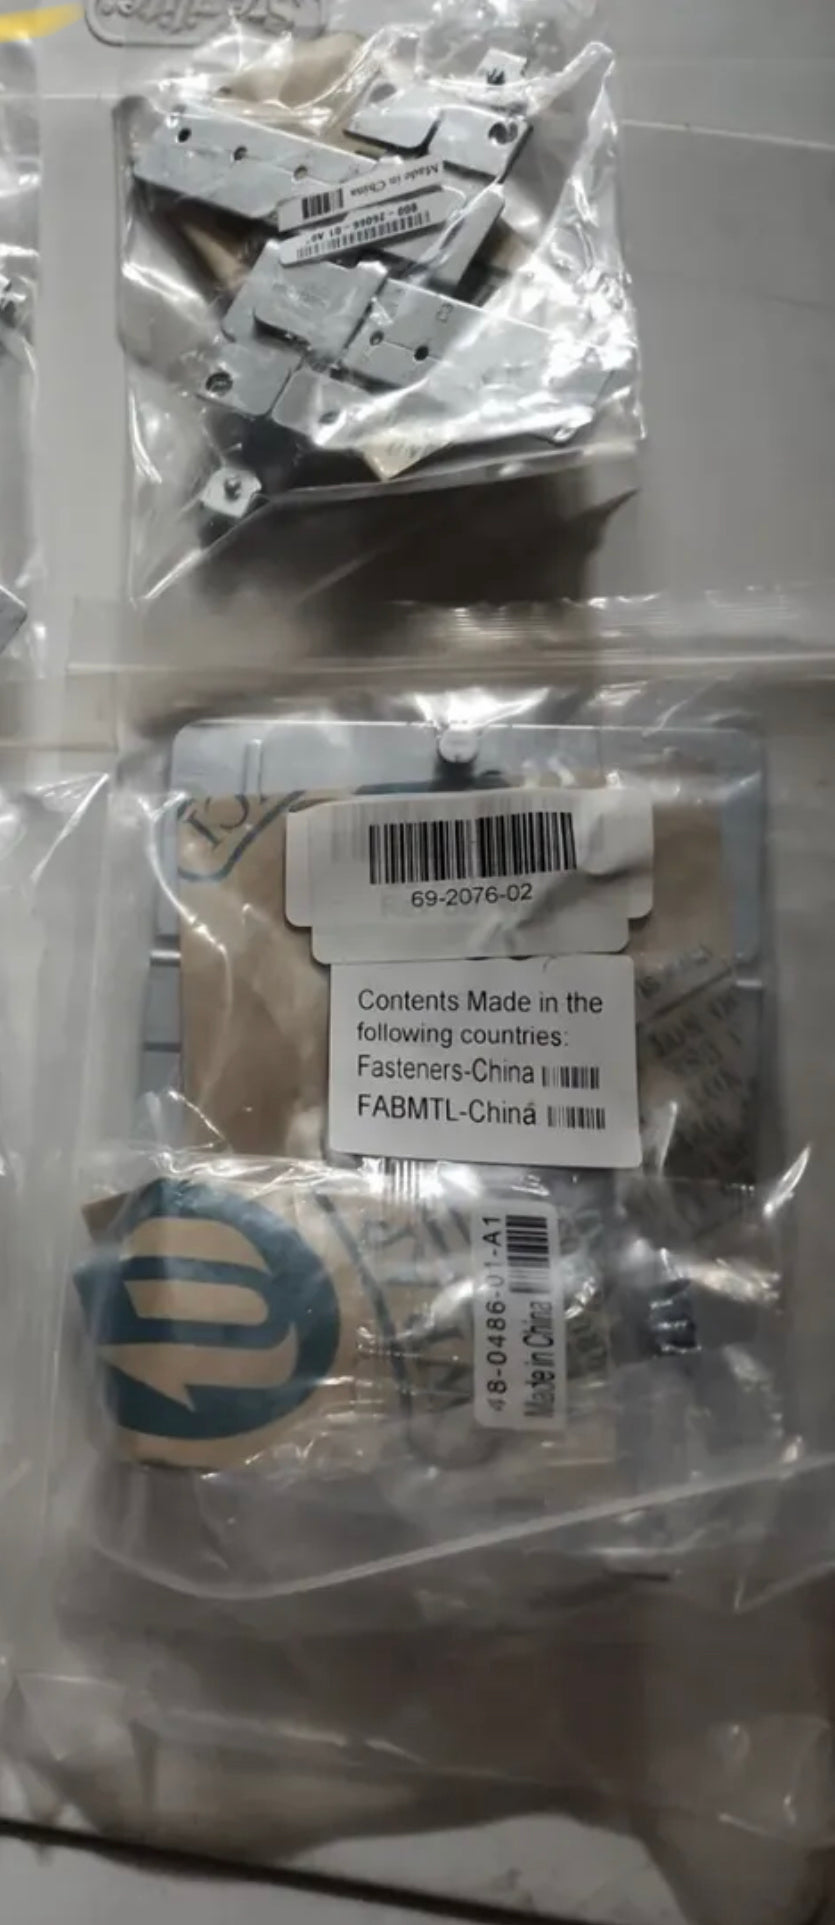 Made in China
69-2076-02
Contents Made in the
following countries:
Fasteners-China
FABMTL-China
48-0486-01-A1
Made in China